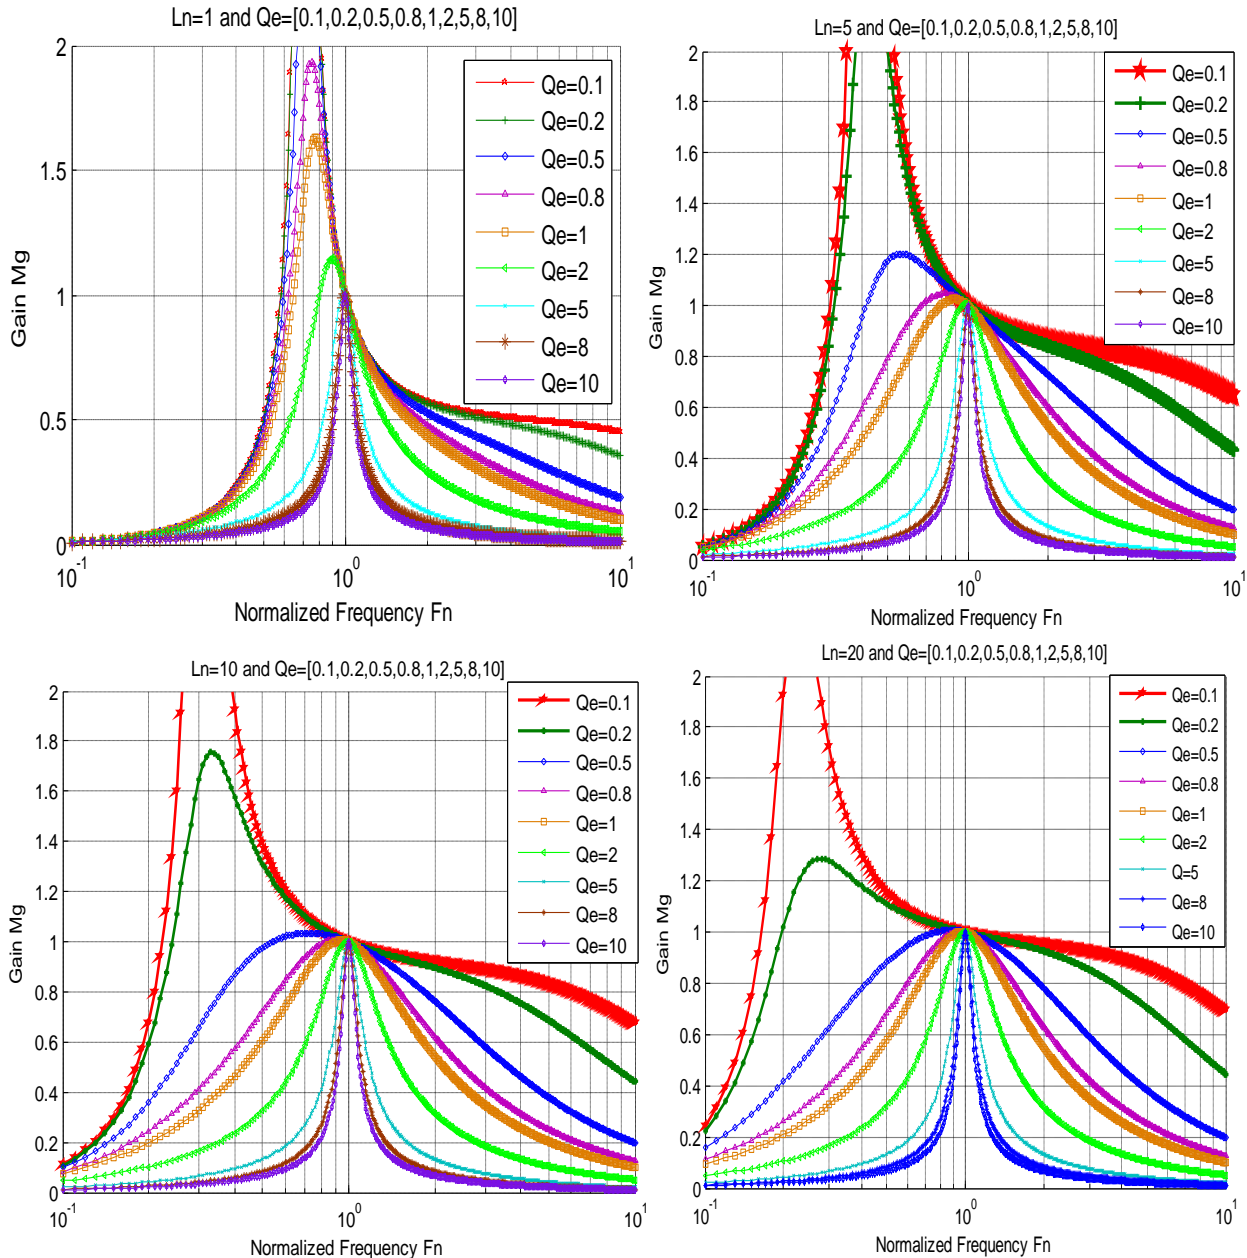 Ln=1 and Qe=[0.1,0.2,0.5,0.8,1,2,5,8,10]
2
1.5
1
0.5
0
Gain Mg
10-1
100
101
Normalized Frequency Fn
Qe=0.1
Qe=0.2
Qe=0.5
Qe=0.8
Qe=1
Qe=2
Qe=5
Qe=8
Qe=10
Ln=5 and Qe=[0.1,0.2,0.5,0.8,1,2,5,8,10]
2
1.8
1.6
1.4
1.2
1
0.8
0.6
0.4
0.2
0
Gain Mg
10-1
100
101
Normalized Frequency Fn
Qe=0.1
Qe=0.2
Qe=0.5
Qe=0.8
Qe=1
Qe=2
Qe=5
Qe=8
Qe=10
Ln=10 and Qe=[0.1,0.2,0.5,0.8,1,2,5,8,10]
2
1.8
1.6
1.4
1.2
1
0.8
0.6
0.4
0.2
0
Gain Mg
10-1
100
101
Normalized Frequency Fn
Qe=0.1
Qe=0.2
Qe=0.5
Qe=0.8
Qe=1
Qe=2
Qe=5
Qe=8
Qe=10
Ln=20 and Qe=[0.1,0.2,0.5,0.8,1,2,5,8,10]
2
1.8
1.6
1.4
1.2
1
0.8
0.6
0.4
0.2
0
Gain Mg
10-1
100
101
Normalized Frequency Fn
Qe=0.1
Qe=0.2
Qe=0.5
Qe=0.8
Qe=1
Qe=2
Q=5
Qe=8
Qe=10